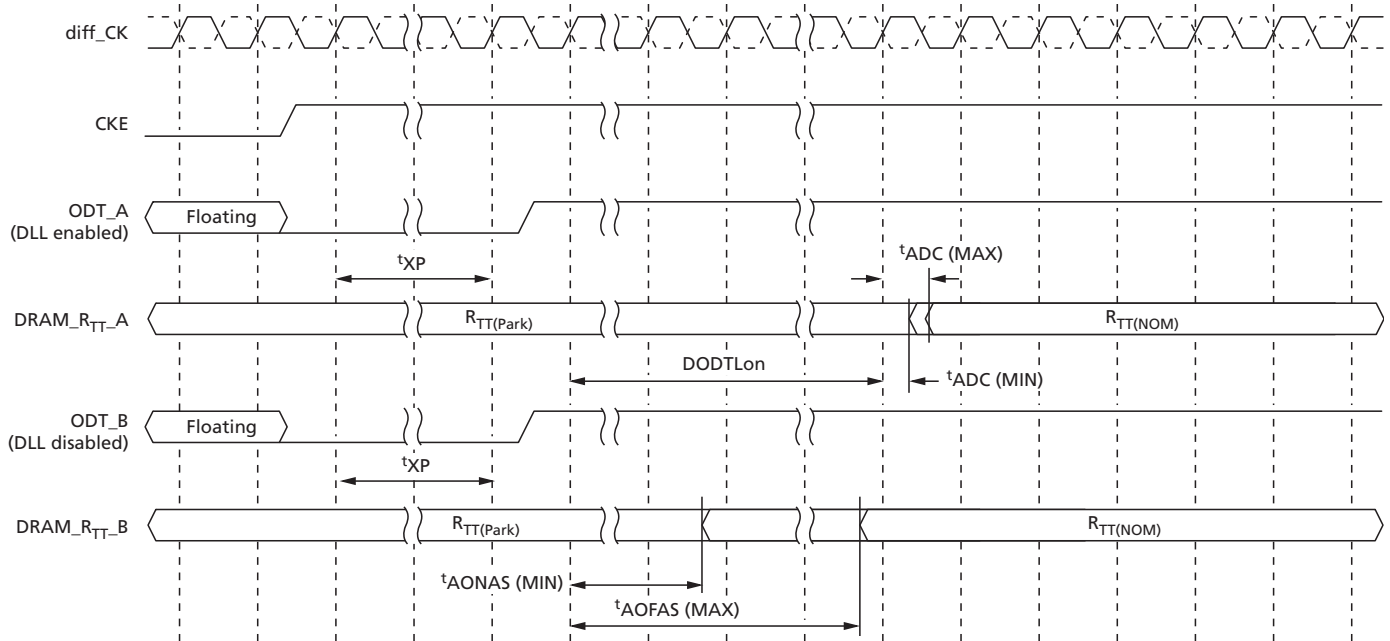 diff_CK
CKE
ODT_A
(DLL enabled)
Floating
tXP
tADC (MAX)
DRAM_RTT_A
RTT(Park)
RTT(NOM)
DODTLon
tADC (MIN)
ODT_B
(DLL disabled)
Floating
tXP
DRAM_RTT_B
RTT(Park)
RTT(NOM)
tAONAS (MIN)
tAOFAS (MAX)